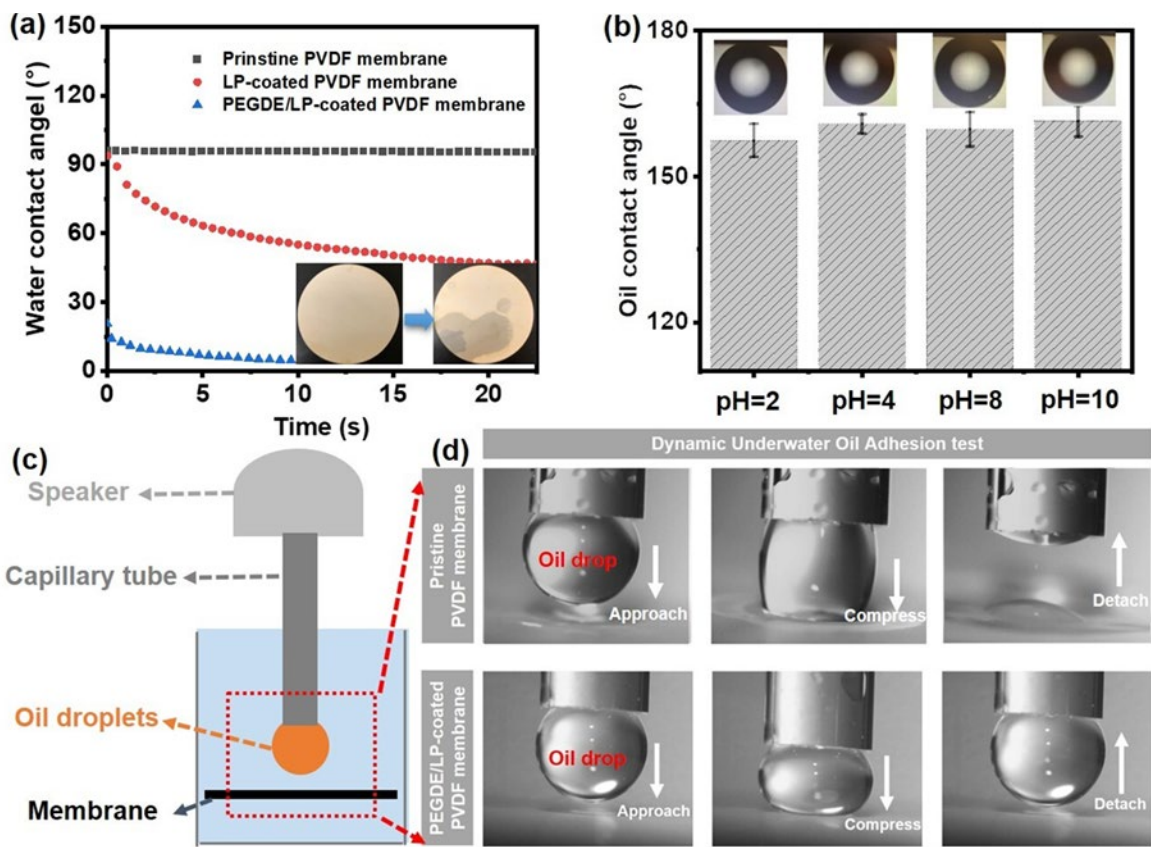 (a)
150
120
90
60
30
0
Water contact angel (°)
Prinstine PVDF membrane
LP-coated PVDF membrane
PEGDE/LP-coated PVDF membrane
0 5 10 15 20
Time (s)
(b)
180
150
120
Oil contact angle (°)
pH=2 pH=4 pH=8 pH=10
(c)
Speaker
Capillary tube
Oil droplets
Membrane
(d)
Dynamic Underwater Oil Adhesion test
Pristine
PVDF membrane
Oil drop
Approach
Compress
Detach
PEGDE/LP-coated
PVDF membrane
Oil drop
Approach
Compress
Detach